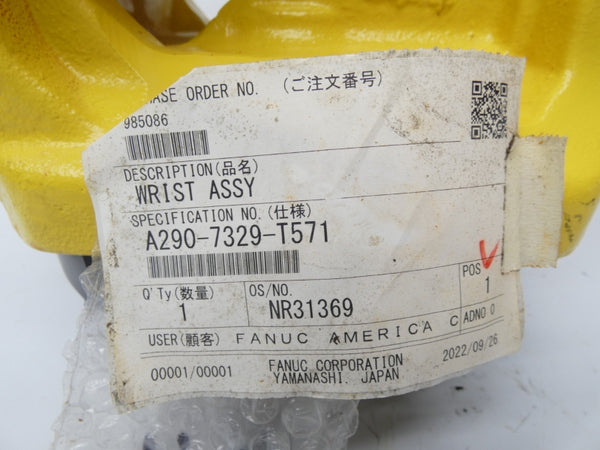 ASE ORDER NO. (ご注文番号)
985086
DESCRIPTION(品名)
WRIST ASSY
SPECIFICATION NO.(仕様)
A290-7329-T571
Q'Ty(数量) OS/NO. POS
1 NR31369 1
USER(顧客) FANUC AMERICA C ADNO 0
00001/00001 FANUC CORPORATION 2022/09/26
YAMANASHI. JAPAN